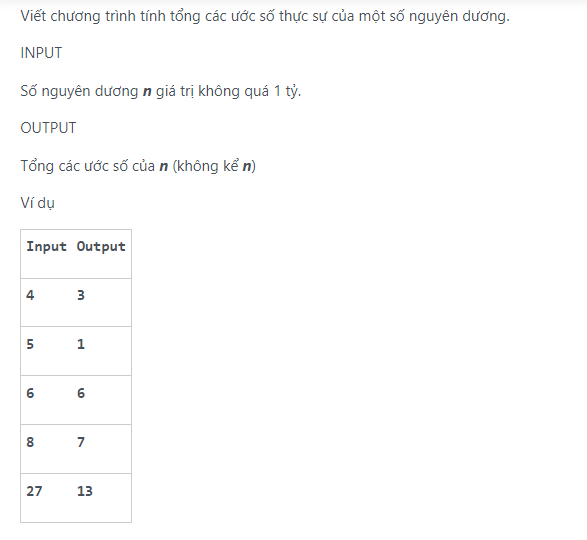 Viết chương trình tính tổng các ước số thực sự của một số nguyên dương.
INPUT
Số nguyên dương n giá trị không quá 1 tỷ.
OUTPUT
Tổng các ước số của n (không kể n)
Ví dụ
Input Output
4 3
5 1
6 6
8 7
27 13